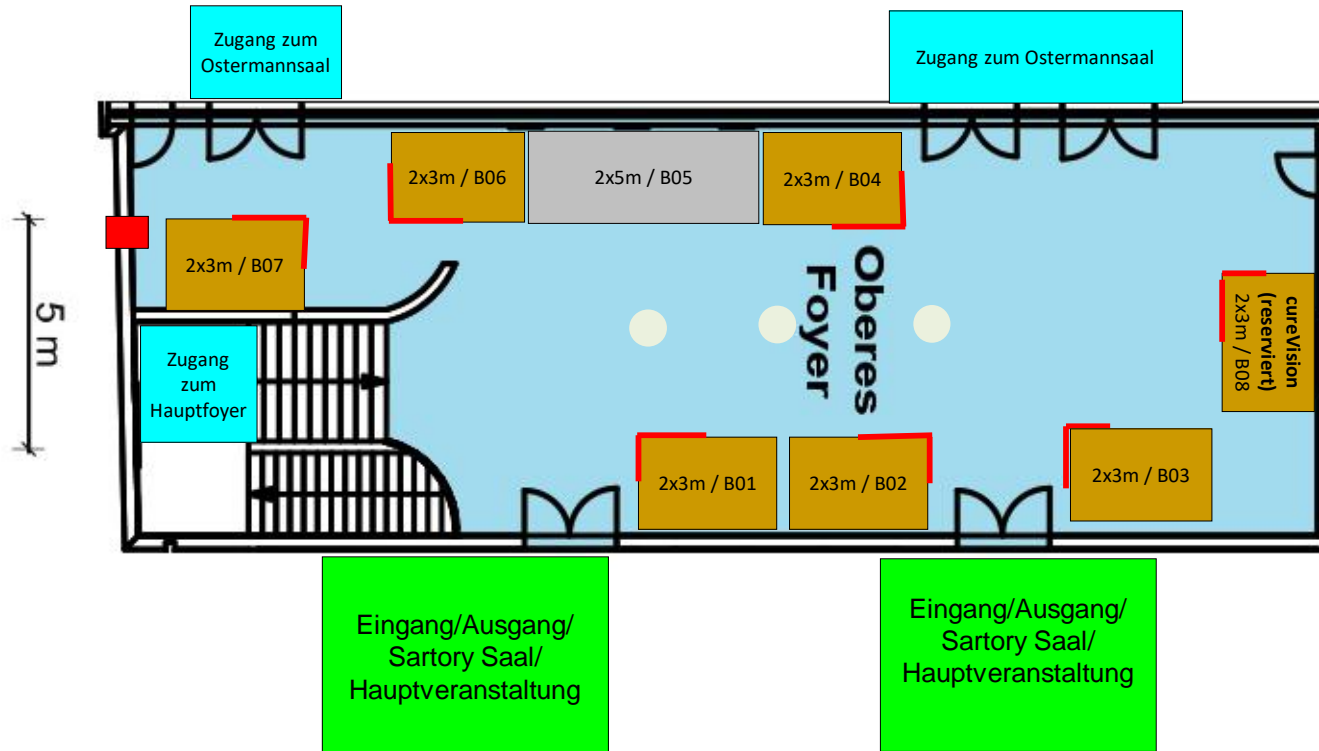 Zugang zum
Ostermannsaal
Zugang zum Ostermannsaal
2x3m / B06
2x5m / B05
2x3m / B04
2x3m / B07
5 m
Oberes
Foyer
cureVision
(reserviert)
2x3m / B08
Zugang
zum
Hauptfoyer
2x3m / B01
2x3m / B02
2x3m / B03
Eingang/Ausgang/
Sartory Saal/
Hauptveranstaltung
Eingang/Ausgang/
Sartory Saal/
Hauptveranstaltung